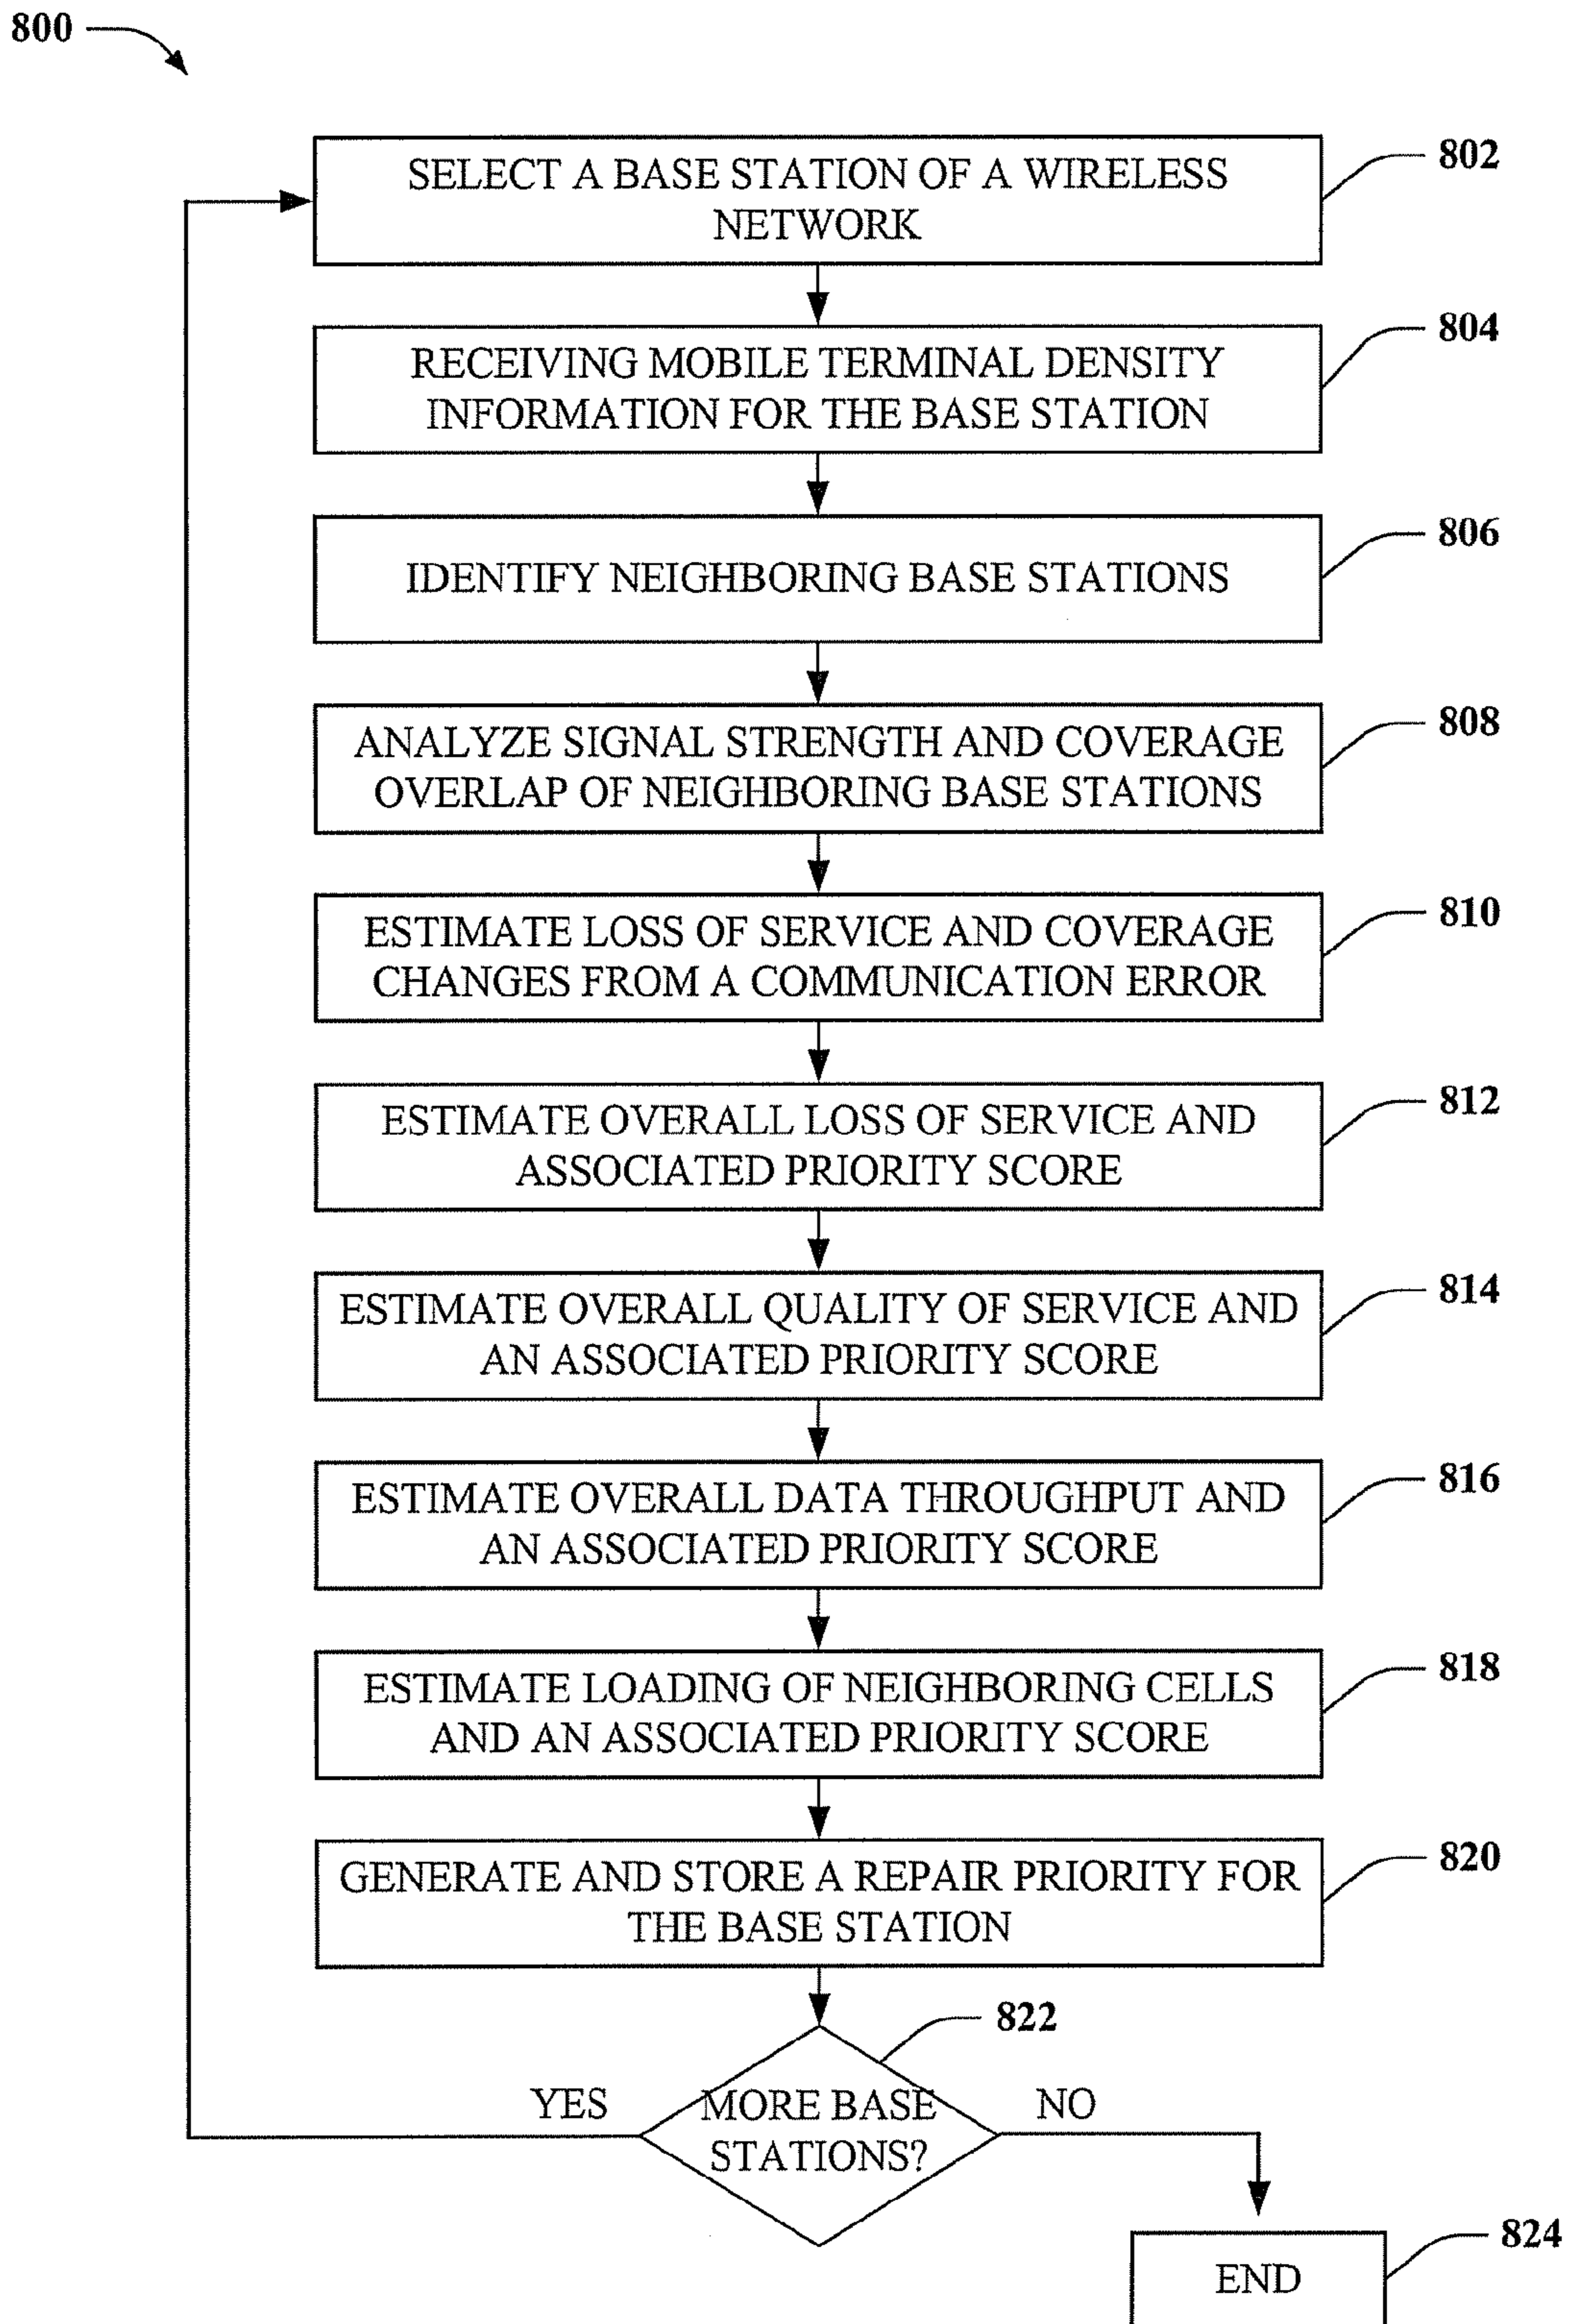 800
SELECT A BASE STATION OF A WIRELESS
NETWORK
802
RECEIVING MOBILE TERMINAL DENSITY
INFORMATION FOR THE BASE STATION
804
IDENTIFY NEIGHBORING BASE STATIONS
806
ANALYZE SIGNAL STRENGTH AND COVERAGE
OVERLAP OF NEIGHBORING BASE STATIONS
808
ESTIMATE LOSS OF SERVICE AND COVERAGE
CHANGES FROM A COMMUNICATION ERROR
810
ESTIMATE OVERALL LOSS OF SERVICE AND
ASSOCIATED PRIORITY SCORE
812
ESTIMATE OVERALL QUALITY OF SERVICE AND
AN ASSOCIATED PRIORITY SCORE
814
ESTIMATE OVERALL DATA THROUGHPUT AND
AN ASSOCIATED PRIORITY SCORE
816
ESTIMATE LOADING OF NEIGHBORING CELLS
AND AN ASSOCIATED PRIORITY SCORE
818
GENERATE AND STORE A REPAIR PRIORITY FOR
THE BASE STATION
820
822
YES
MORE BASE
STATIONS?
NO
824
END